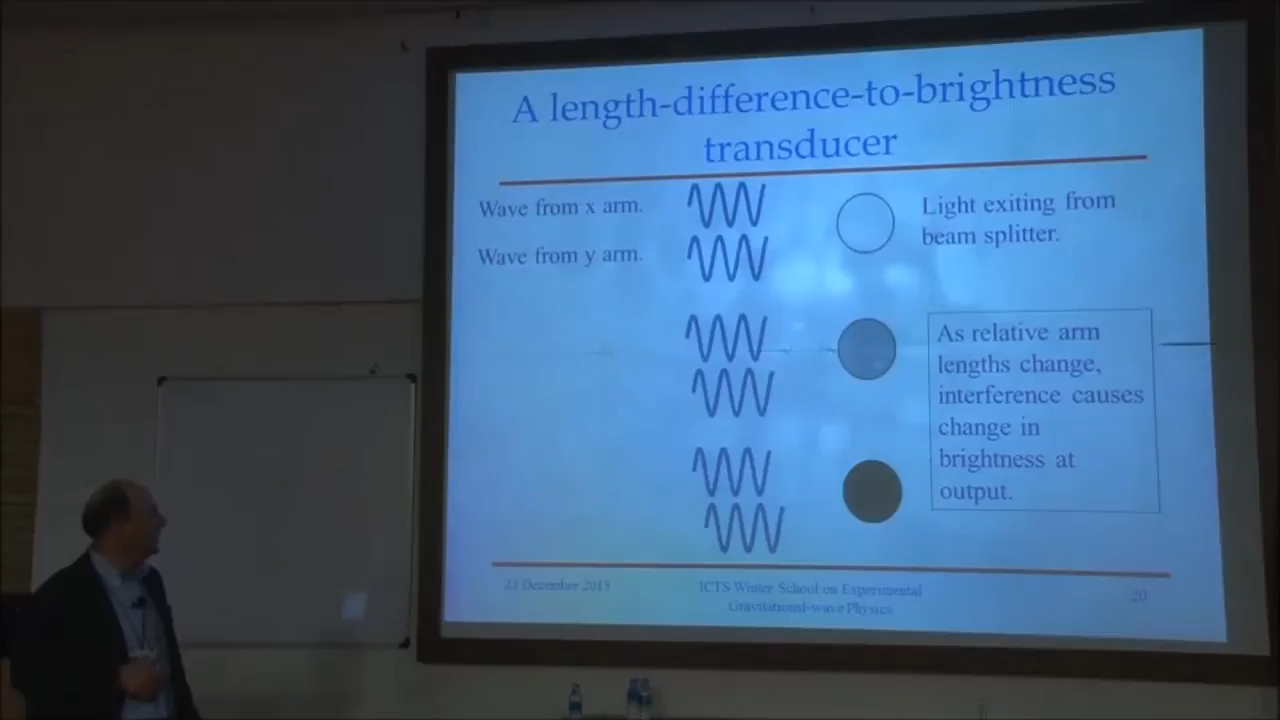 A length-difference-to-brightness
transducer
Wave from x arm.
Wave from y arm.
Light exiting from
beam splitter.
As relative arm
lengths change,
interference causes
change in
brightness at
output.
23 December 2013
ICTS Winter School on Experimental
Gravitational-wave Physics
20